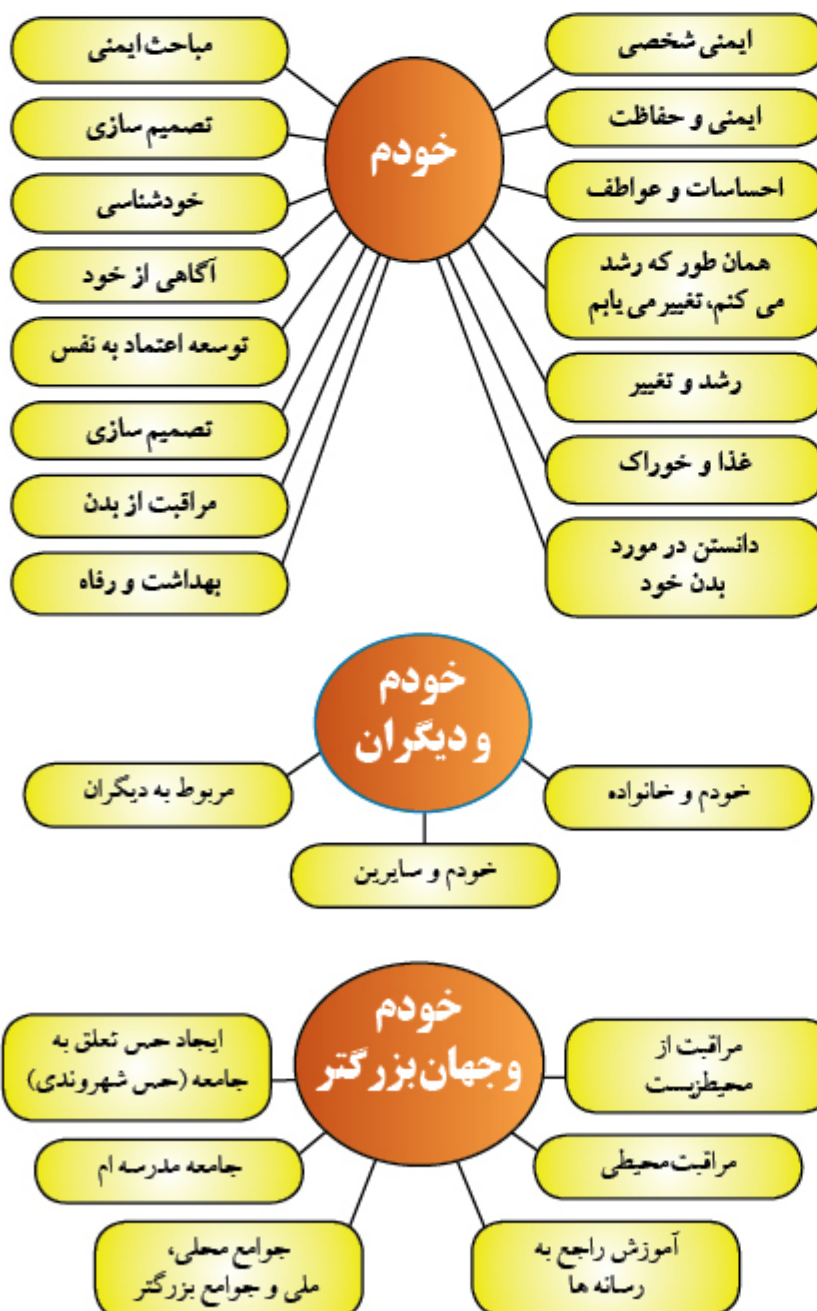 خودم
ایمنی شخصی
ایمنی و حفاظت
احساسات و عواطف
همان طور که رشد
می کنم، تغییر می یابم
رشد و تغییر
غذا و خوراک
دانستن در مورد
بدن خود
مباحث ایمنی
تصمیم سازی
خودشناسی
آگاهی از خود
توسعه اعتماد به نفس
تصمیم سازی
مراقبت از بدن
بهداشت و رفاه
خودم
و دیگران
خودم و خانواده
خودم و سایرین
مربوط به دیگران
خودم
و جهان بزرگتر
مراقبت از
محیط زیست
مراقبت محیطی
آموزش راجع به
رسانه ها
جوامع محلی،
ملی و جوامع بزرگتر
جامعه مدرسه ام
ایجاد حس تعلق به
جامعه (حس شهروندی)